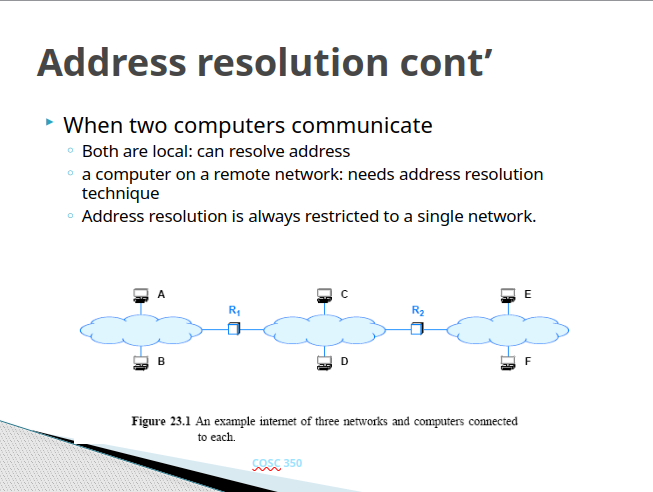 Address resolution cont’
When two computers communicate
Both are local: can resolve address
a computer on a remote network: needs address resolution
technique
Address resolution is always restricted to a single network.
A C E
R1 R2
B D F
Figure 23.1 An example internet of three networks and computers connected
to each.
COSC 350